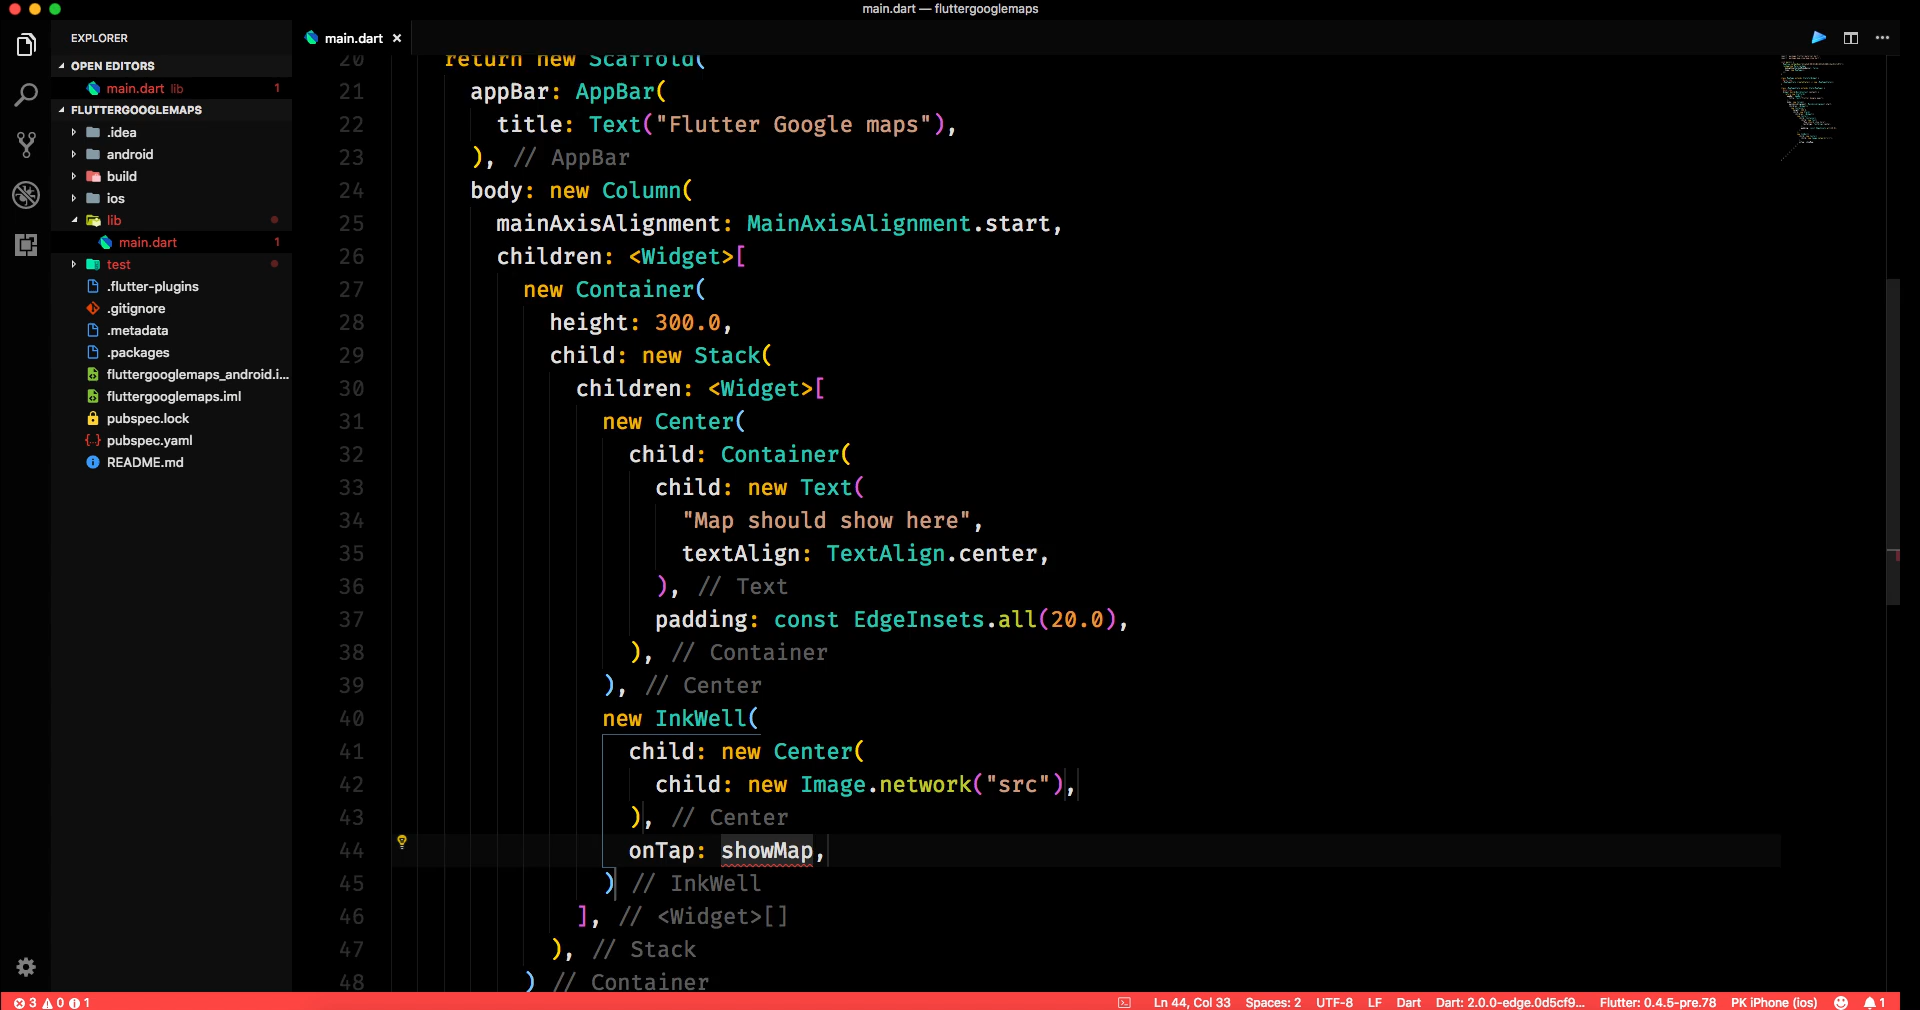 main.dart — fluttergooglemaps
EXPLORER
OPEN EDITORS
main.dart lib 1
FLUTTERGOOGLEMAPS
.idea
android
build
ios
lib
main.dart 1
test
.flutter-plugins
.gitignore
.metadata
.packages
fluttergooglemaps_android.i...
fluttergooglemaps.iml
pubspec.lock
pubspec.yaml
README.md
main.dart ×
20 return new Scaffold(
21 appBar: AppBar(
22 title: Text("Flutter Google maps"),
23 ), // AppBar
24 body: new Column(
25 mainAxisAlignment: MainAxisAlignment.start,
26 children: <Widget>[
27 new Container(
28 height: 300.0,
29 child: new Stack(
30 children: <Widget>[
31 new Center(
32 child: Container(
33 child: new Text(
34 "Map should show here",
35 textAlign: TextAlign.center,
36 ), // Text
37 padding: const EdgeInsets.all(20.0),
38 ), // Container
39 ), // Center
40 new InkWell(
41 child: new Center(
42 child: new Image.network("src"),
43 ), // Center
44 onTap: showMap,
45 ) // InkWell
46 ], // <Widget>[]
47 ), // Stack
48 ) // Container
3 0 1
Ln 44, Col 33 Spaces: 2 UTF-8 LF Dart Dart: 2.0.0-edge.0d5cf9... Flutter: 0.4.5-pre.78 PK iPhone (ios) 1